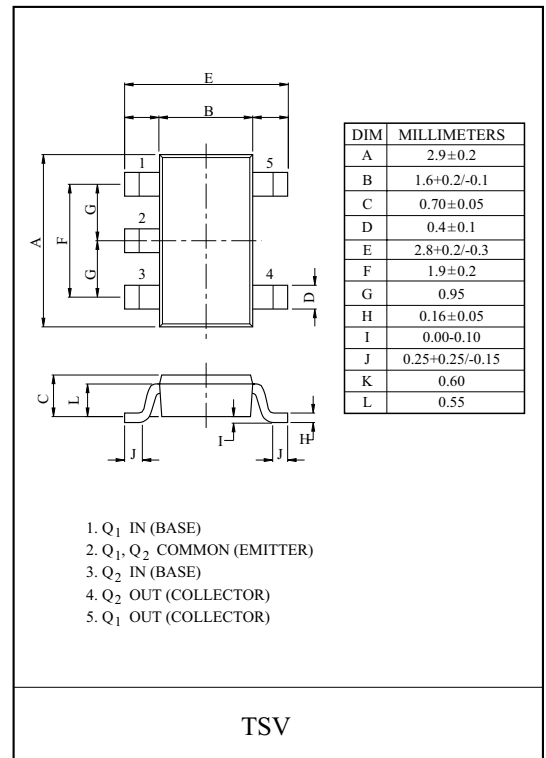 E
B
1
5
G
2
A
F
G
3
4
D
C
L
I
H
J
J
DIM MILLIMETERS
A 2.9±0.2
B 1.6+0.2/-0.1
C 0.70±0.05
D 0.4±0.1
E 2.8+0.2/-0.3
F 1.9±0.2
G 0.95
H 0.16±0.05
I 0.00-0.10
J 0.25+0.25/-0.15
K 0.60
L 0.55
1. Q1 IN (BASE)
2. Q1, Q2 COMMON (EMITTER)
3. Q2 IN (BASE)
4. Q2 OUT (COLLECTOR)
5. Q1 OUT (COLLECTOR)
TSV